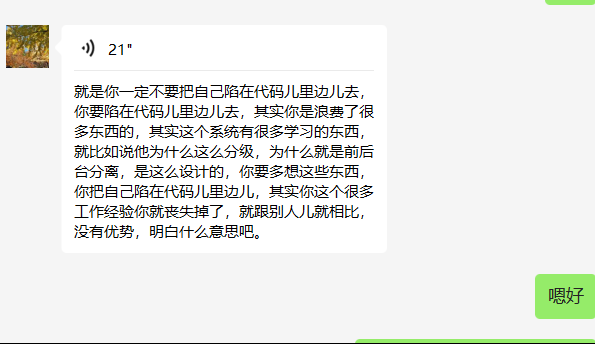 21"
就是你一定不要把自己陷在代码儿里边儿去，
你要陷在代码儿里边儿去，其实你是浪费了很
多东西的，其实这个系统有很多学习的东西，
就比如说他为什么这么分级，为什么就是前后
台分离，是这么设计的，你要多想这些东西，
你把自己陷在代码儿里边儿，其实你这个很多
工作经验你就丧失掉了，就跟别人儿就相比，
没有优势，明白什么意思吧。
嗯好